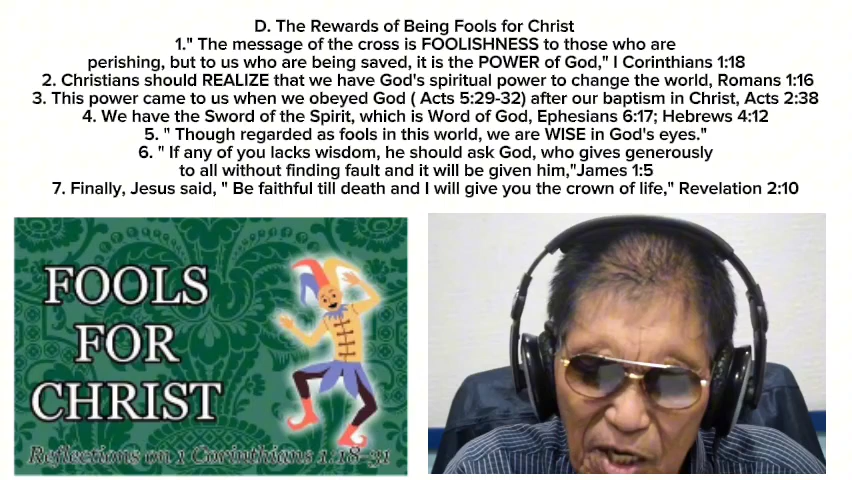 D. The Rewards of Being Fools for Christ
1." The message of the cross is FOOLISHNESS to those who are
perishing, but to us who are being saved, it is the POWER of God," I Corinthians 1:18
2. Christians should REALIZE that we have God's spiritual power to change the world, Romans 1:16
3. This power came to us when we obeyed God ( Acts 5:29-32) after our baptism in Christ, Acts 2:38
4. We have the Sword of the Spirit, which is Word of God, Ephesians 6:17; Hebrews 4:12
5. " Though regarded as fools in this world, we are WISE in God's eyes."
6. " If any of you lacks wisdom, he should ask God, who gives generously
to all without finding fault and it will be given him,"James 1:5
7. Finally, Jesus said, " Be faithful till death and I will give you the crown of life," Revelation 2:10
FOOLS
FOR
CHRIST
Reflections on 1 Corinthians 1:18-31